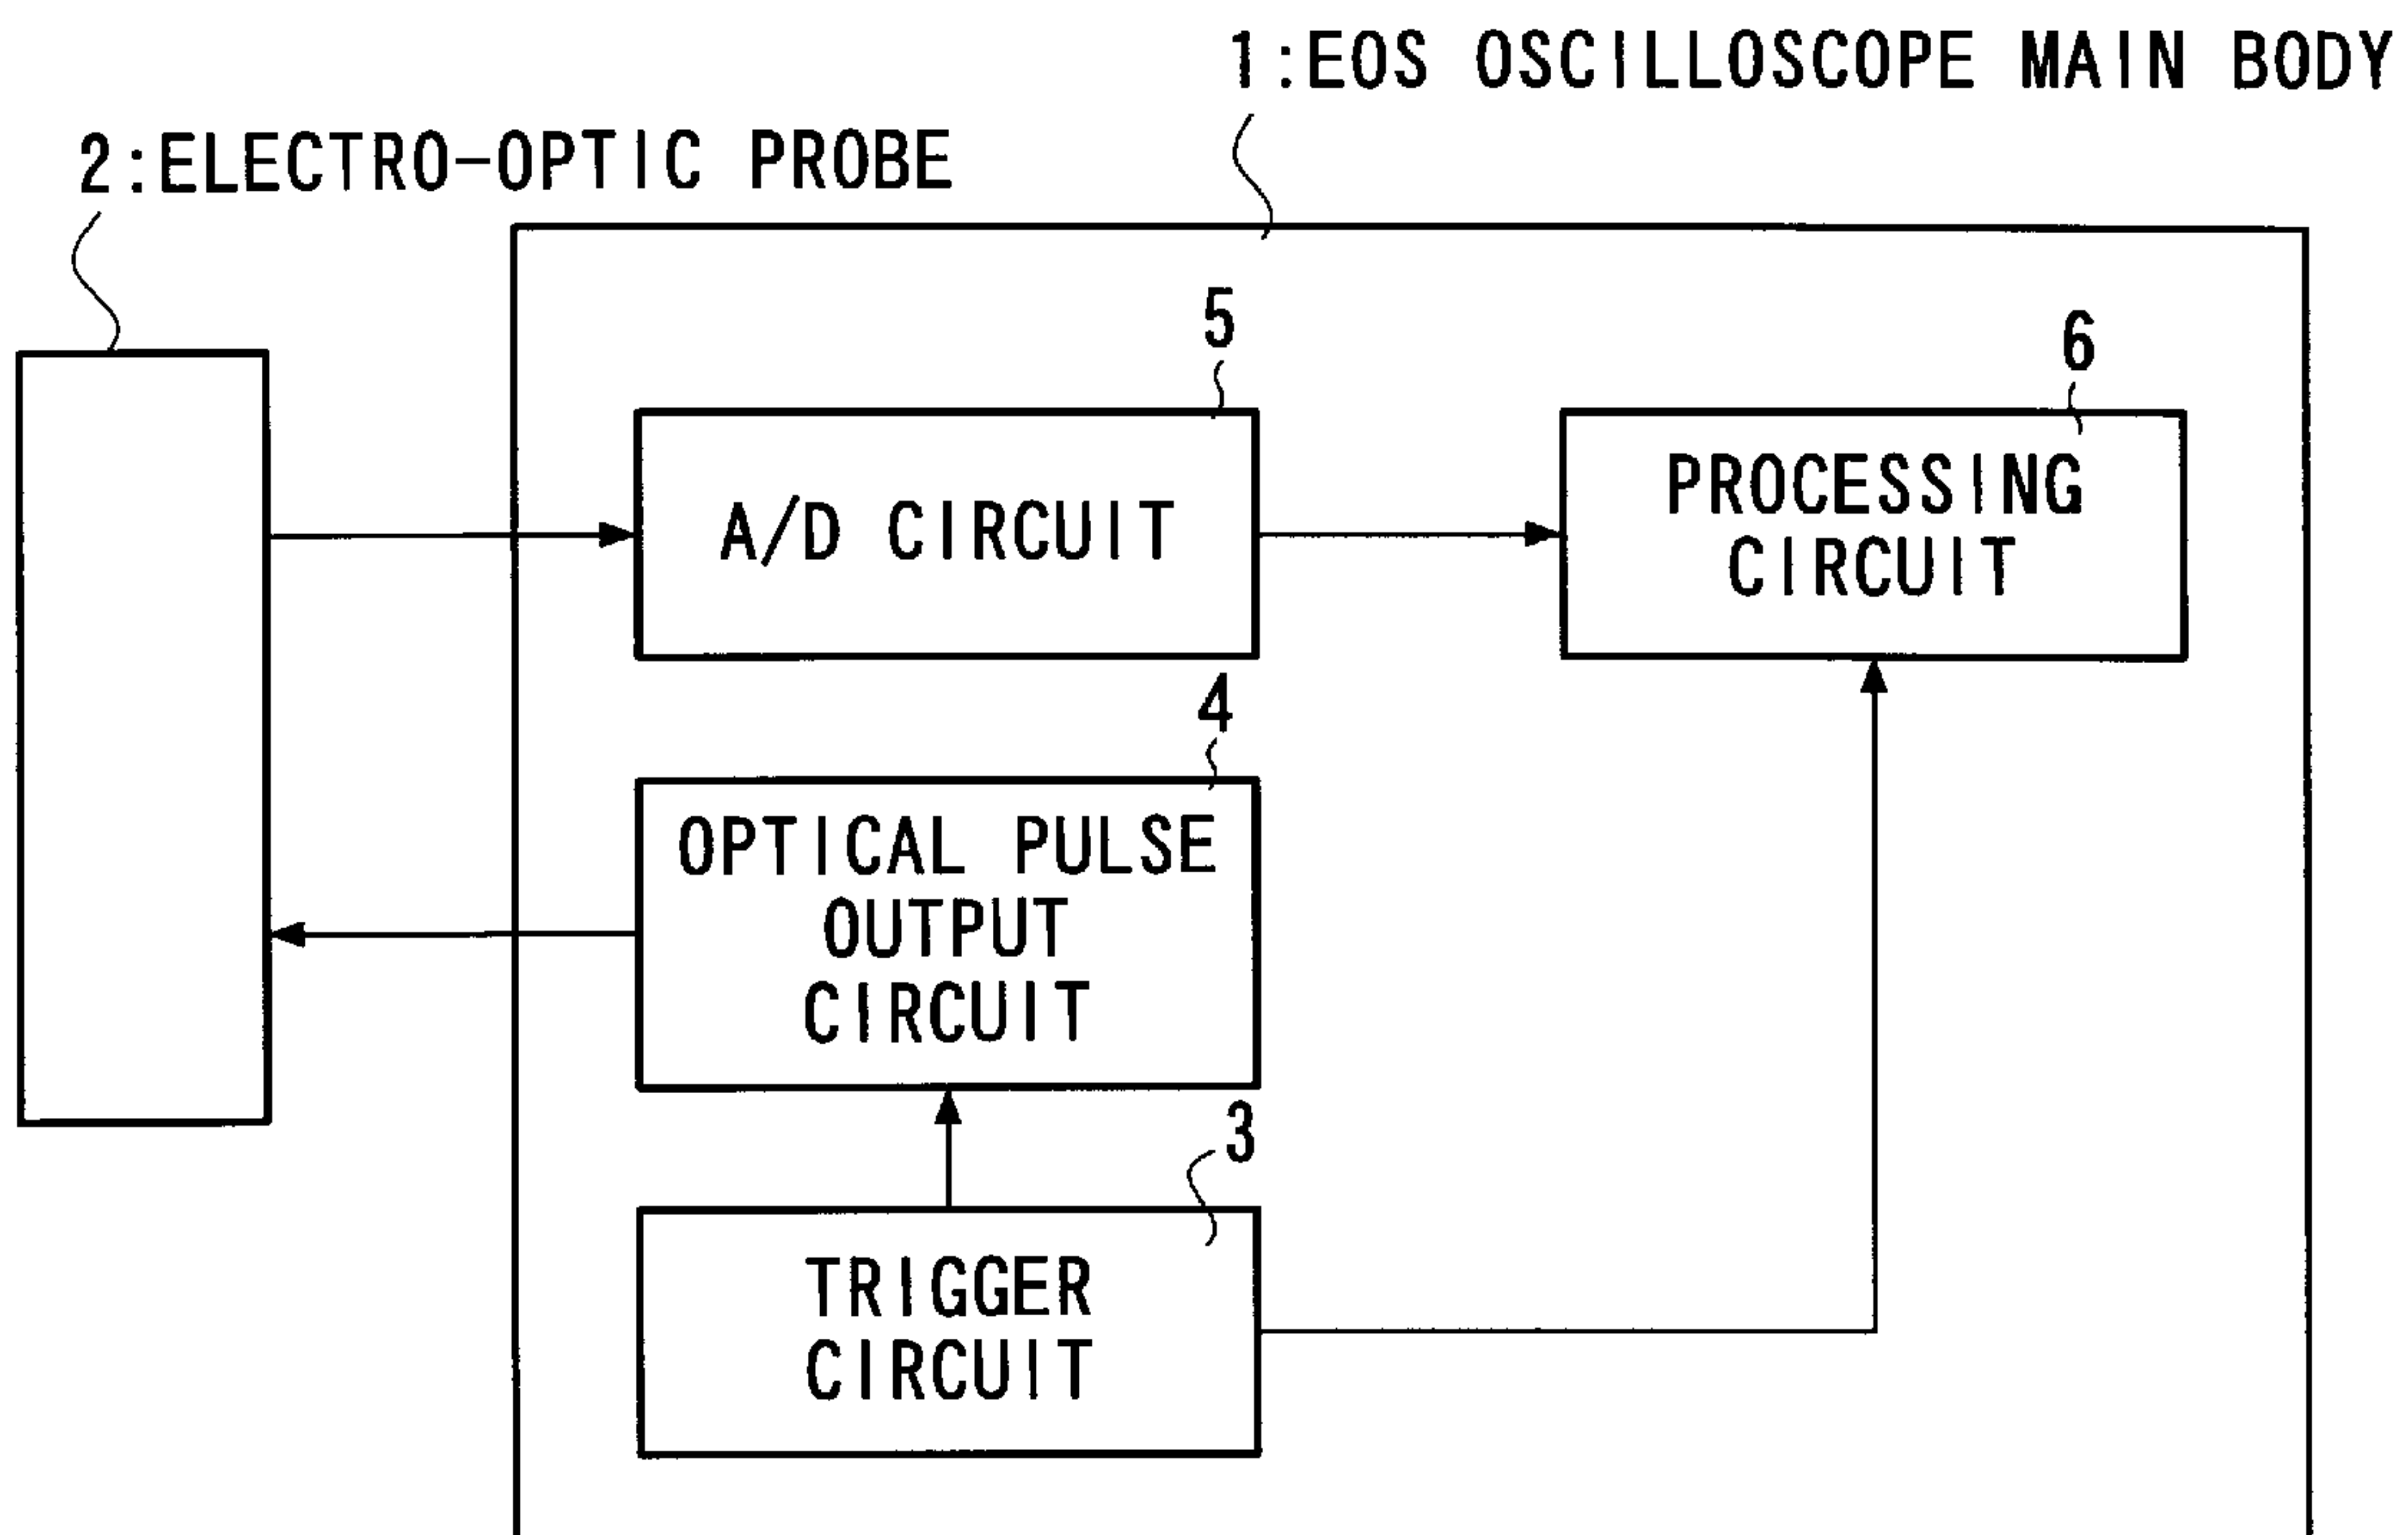 1:EOS OSCILLOSCOPE MAIN BODY
2:ELECTRO-OPTIC PROBE
5
6
A/D CIRCUIT
PROCESSING
CIRCUIT
4
OPTICAL PULSE
OUTPUT
CIRCUIT
3
TRIGGER
CIRCUIT